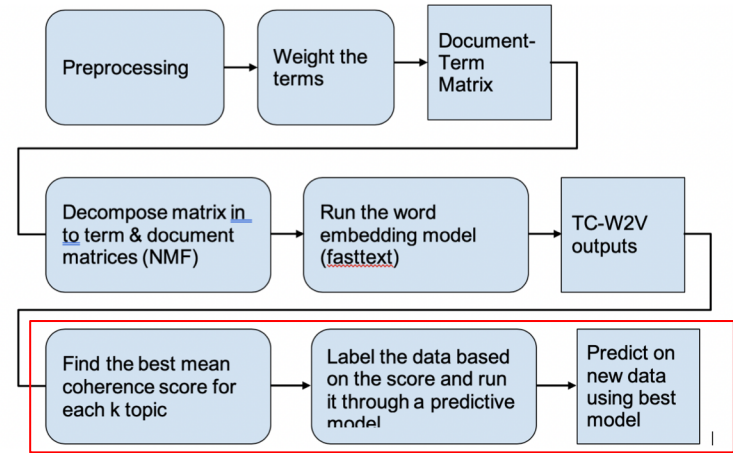 Preprocessing
Weight the
terms
Document-
Term
Matrix
Decompose matrix in
to term & document
matrices (NMF)
Run the word
embedding model
(fasttext)
TC-W2V
outputs
Find the best mean
coherence score for
each k topic
Label the data based
on the score and run
it through a predictive
model
Predict on
new data
using best
model